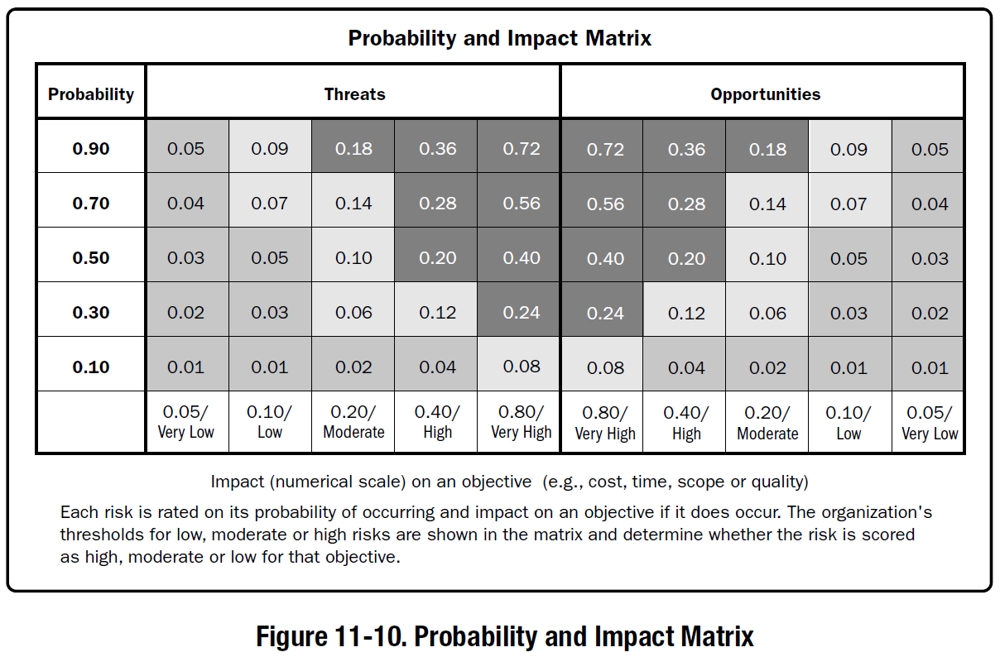 Probability and Impact Matrix
Probability Threats Opportunities
0.90 0.05 0.09 0.18 0.36 0.72 0.72 0.36 0.18 0.09 0.05
0.70 0.04 0.07 0.14 0.28 0.56 0.56 0.28 0.14 0.07 0.04
0.50 0.03 0.05 0.10 0.20 0.40 0.40 0.20 0.10 0.05 0.03
0.30 0.02 0.03 0.06 0.12 0.24 0.24 0.12 0.06 0.03 0.02
0.10 0.01 0.01 0.02 0.04 0.08 0.08 0.04 0.02 0.01 0.01
0.05/ 0.10/ 0.20/ 0.40/ 0.80/ 0.80/ 0.40/ 0.20/ 0.10/ 0.05/
Very Low Low Moderate High Very High Very High High Moderate Low Very Low
Impact (numerical scale) on an objective (e.g., cost, time, scope or quality)
Each risk is rated on its probability of occurring and impact on an objective if it does occur. The organization's
thresholds for low, moderate or high risks are shown in the matrix and determine whether the risk is scored
as high, moderate or low for that objective.
Figure 11-10. Probability and Impact Matrix